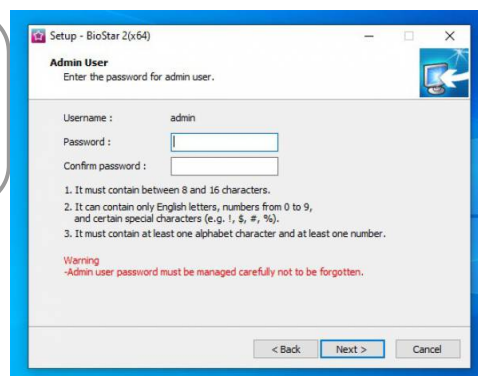 Setup - BioStar 2(x64)
Admin User
Enter the password for admin user.
Username :
admin
Password :
Confirm password :
1. It must contain between 8 and 16 characters.
2. It can contain only English letters, numbers from 0 to 9,
and certain special characters (e.g. !, $, #, %).
3. It must contain at least one alphabet character and at least one number.
Warning
-Admin user password must be managed carefully not to be forgotten.
< Back
Next >
Cancel